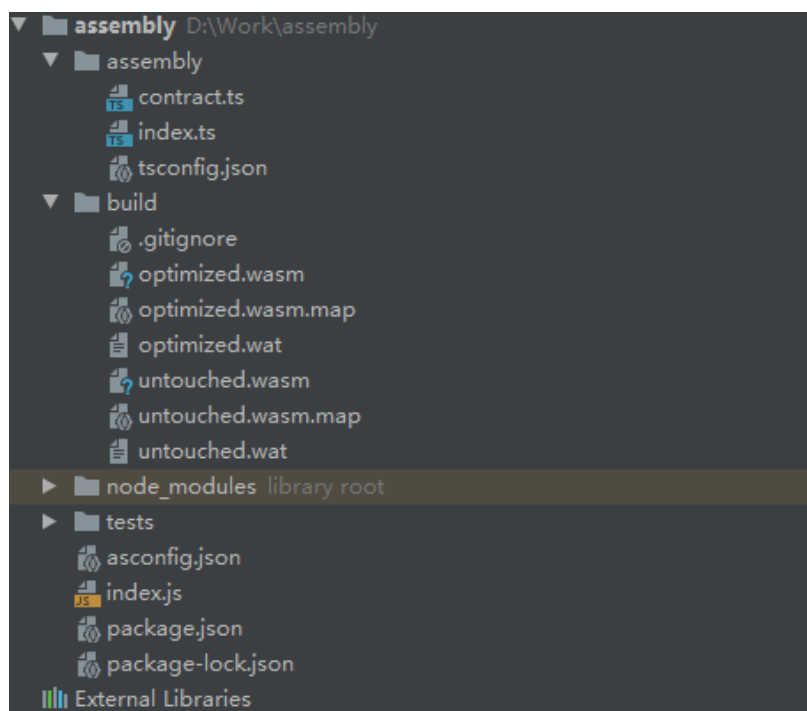 assembly D:\Work\assembly
assembly
contract.ts
index.ts
tsconfig.json
build
.gitignore
optimized.wasm
optimized.wasm.map
optimized.wat
untouched.wasm
untouched.wasm.map
untouched.wat
node_modules library root
tests
asconfig.json
index.js
package.json
package-lock.json
External Libraries